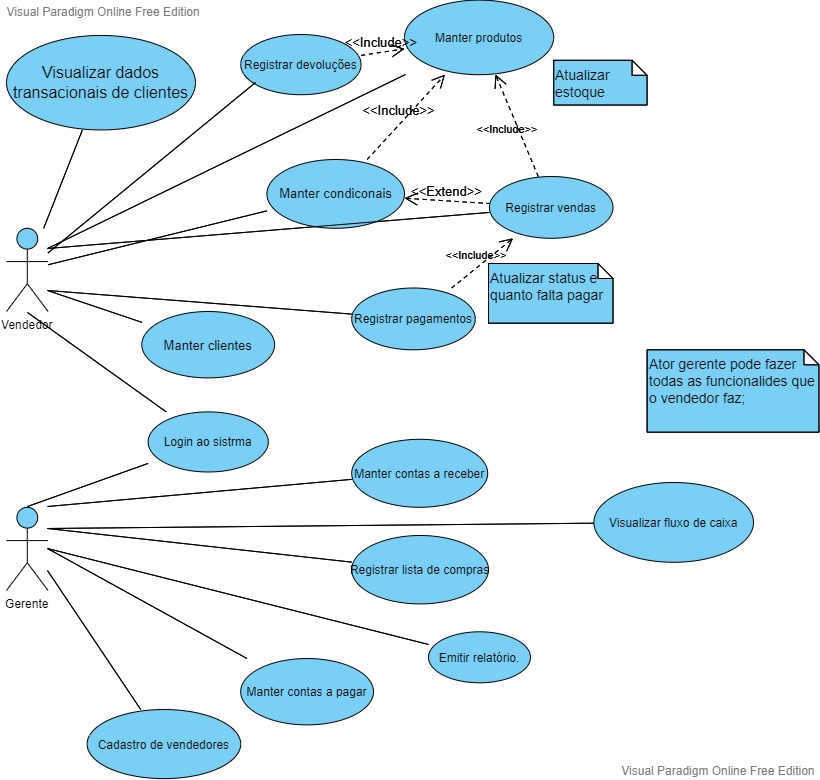 Visual Paradigm Online Free Edition
Visualizar dados
transacionais de clientes
Registrar devoluções
<<Include>>
Manter produtos
Atualizar
estoque
<<Include>>
<<Include>>
Manter condiconais
<<Extend>>
Registrar vendas
<<Include>>
Atualizar status e
quanto falta pagar
Vendedor
Registrar pagamentos
Manter clientes
Ator gerente pode fazer
todas as funcionalides que
o vendedor faz;
Login ao sistrma
Manter contas a receber
Visualizar fluxo de caixa
Registrar lista de compras
Gerente
Emitir relatório.
Manter contas a pagar
Cadastro de vendedores
Visual Paradigm Online Free Edition